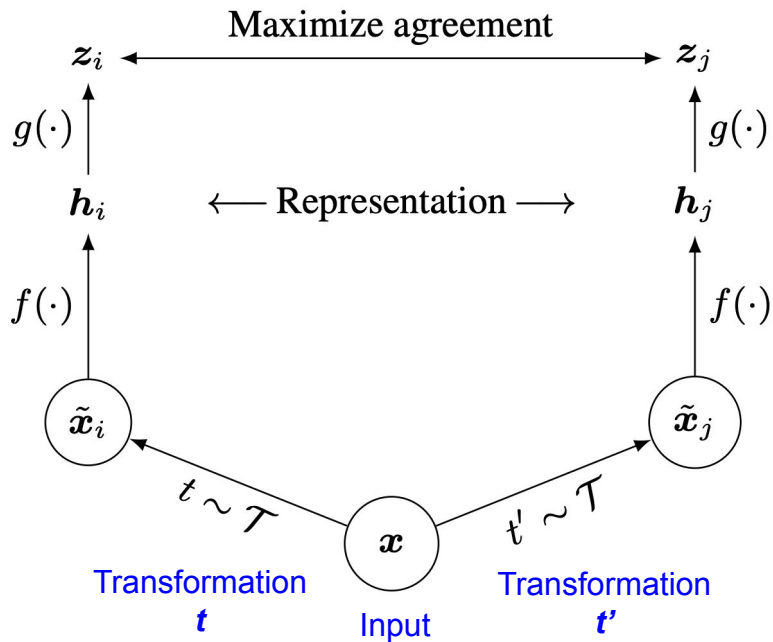 Maximize agreement
z_i z_j
g(·) g(·)
h_i ← Representation → h_j
f(·) f(·)
x̃_i x̃_j
t ∼ 𝒯 t' ∼ 𝒯
x
Transformation Transformation
t Input t’